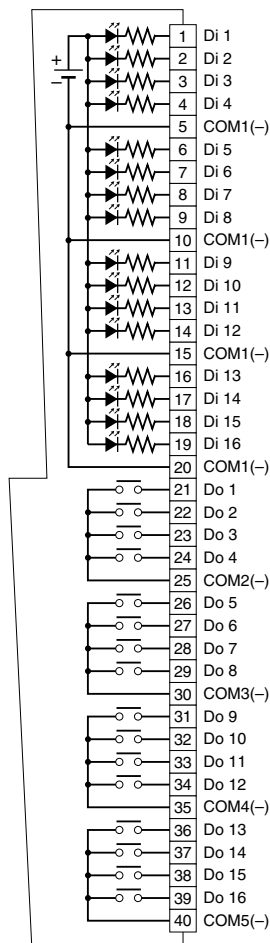 +
−
1 Di 1
2 Di 2
3 Di 3
4 Di 4
5 COM1(−)
6 Di 5
7 Di 6
8 Di 7
9 Di 8
10 COM1(−)
11 Di 9
12 Di 10
13 Di 11
14 Di 12
15 COM1(−)
16 Di 13
17 Di 14
18 Di 15
19 Di 16
20 COM1(−)
21 Do 1
22 Do 2
23 Do 3
24 Do 4
25 COM2(−)
26 Do 5
27 Do 6
28 Do 7
29 Do 8
30 COM3(−)
31 Do 9
32 Do 10
33 Do 11
34 Do 12
35 COM4(−)
36 Do 13
37 Do 14
38 Do 15
39 Do 16
40 COM5(−)